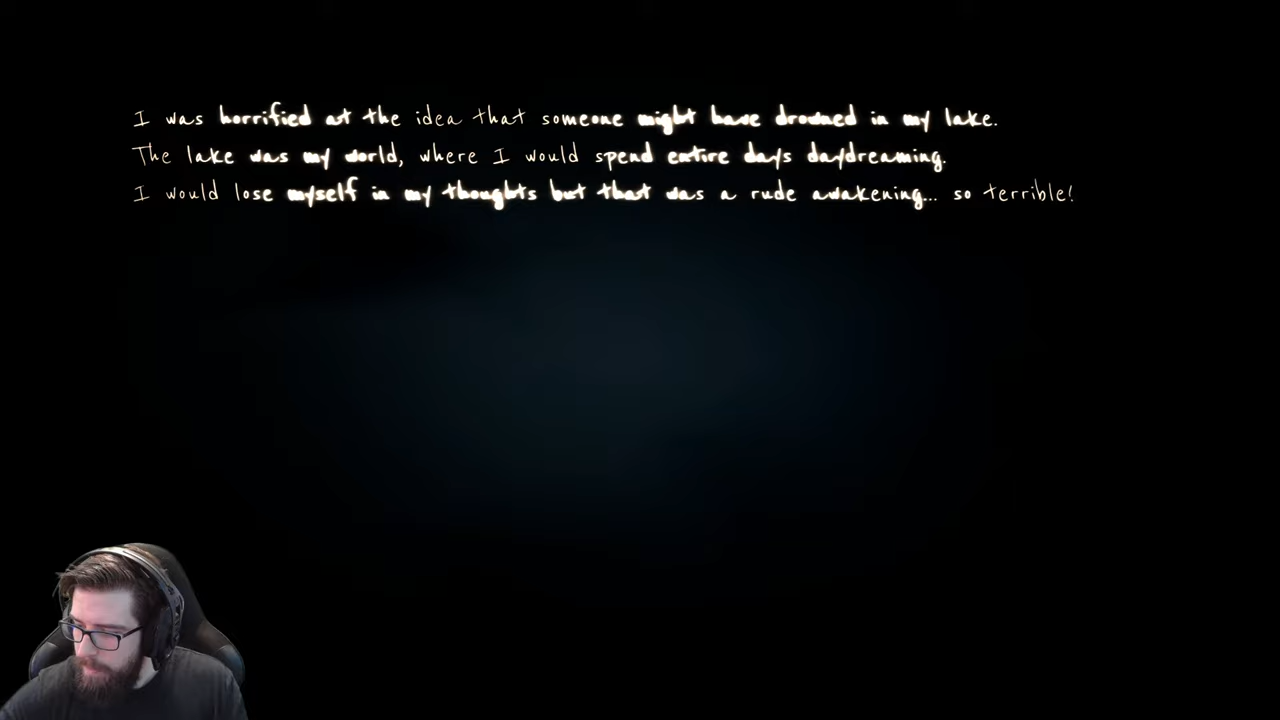 I was horrified at the idea that someone might have drowned in my lake.
The lake was my world, where I would spend entire days daydreaming.
I would lose myself in my thoughts but that was a rude awakening... so terrible!